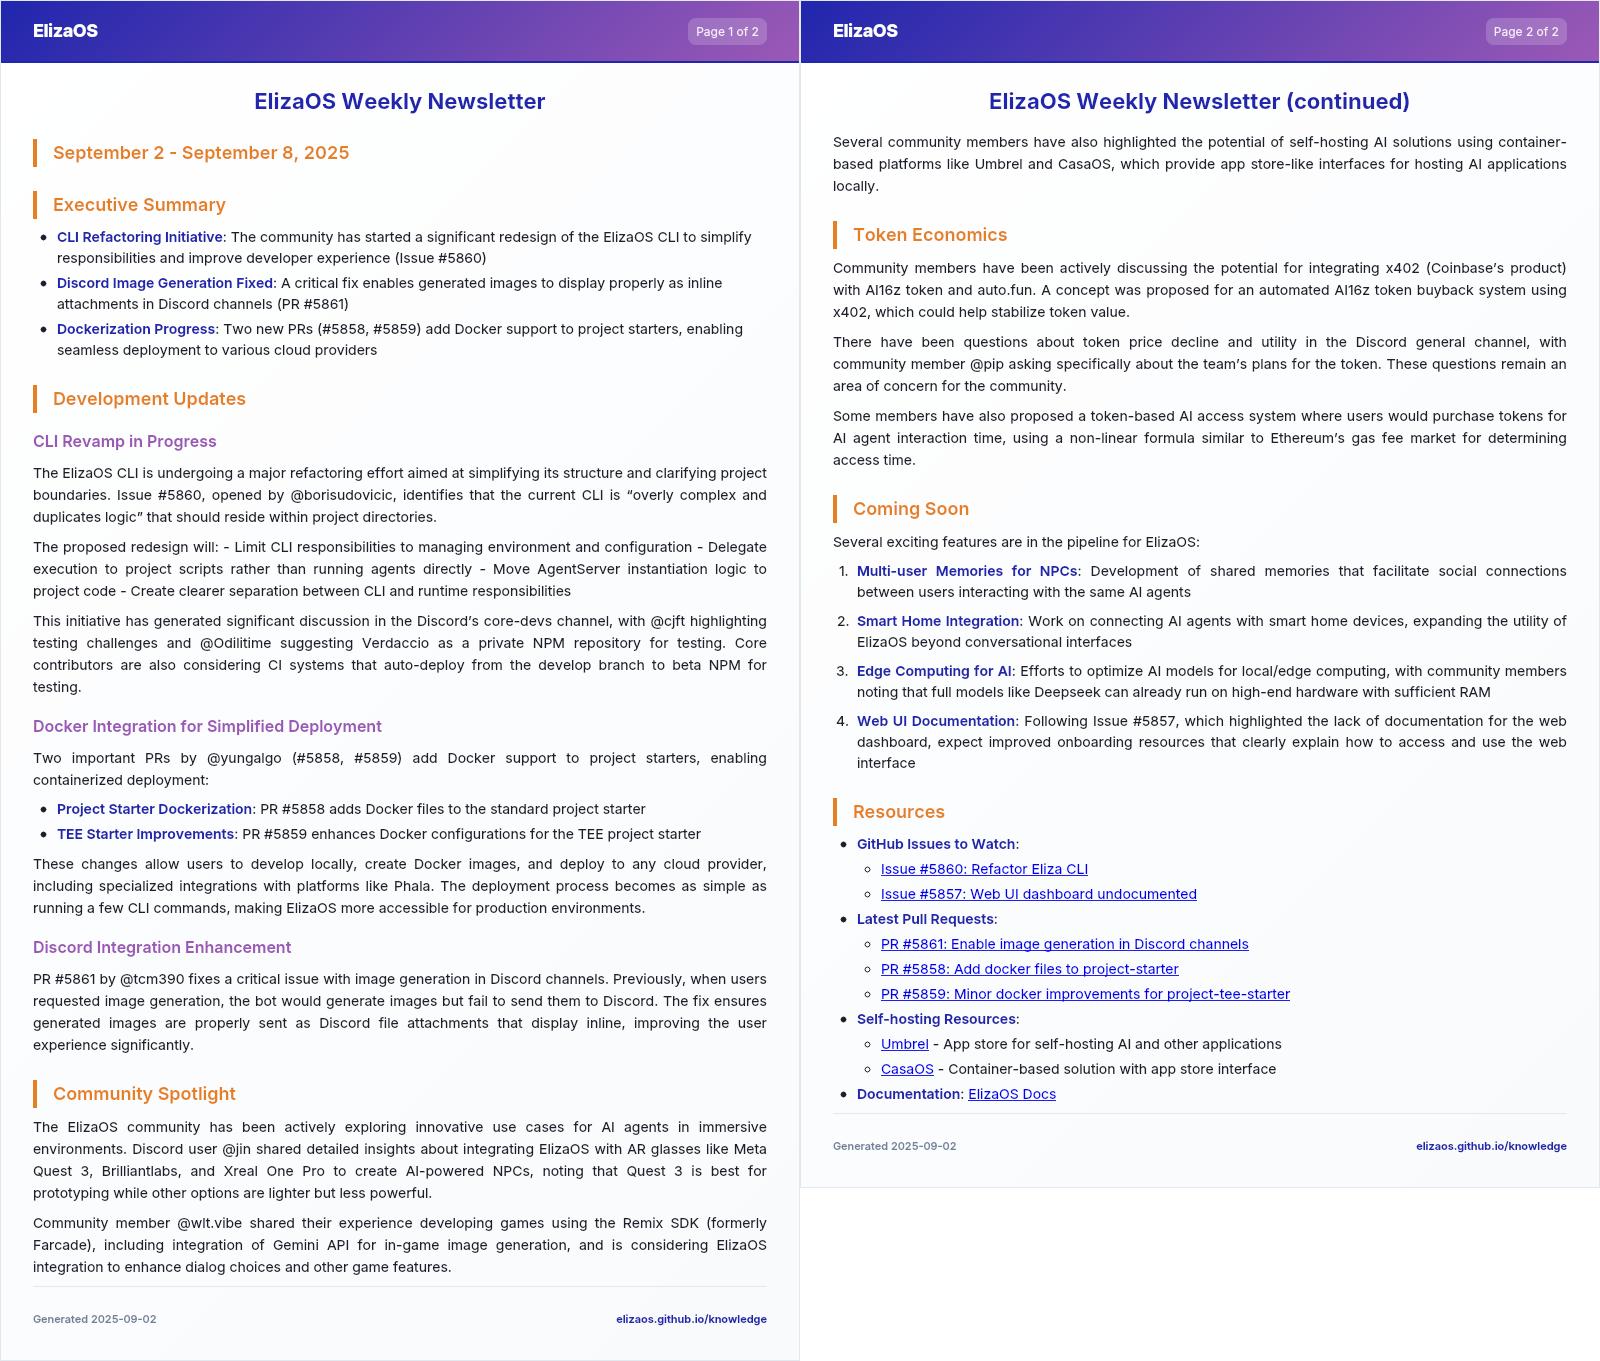 ElizaOS
Page 1 of 2
ElizaOS Weekly Newsletter
September 2 - September 8, 2025
Executive Summary
• CLI Refactoring Initiative: The community has started a significant redesign of the ElizaOS CLI to simplify
responsibilities and improve developer experience (Issue #5860)
• Discord Image Generation Fixed: A critical fix enables generated images to display properly as inline
attachments in Discord channels (PR #5861)
• Dockerization Progress: Two new PRs (#5858, #5859) add Docker support to project starters, enabling
seamless deployment to various cloud providers
Development Updates
CLI Revamp in Progress
The ElizaOS CLI is undergoing a major refactoring effort aimed at simplifying its structure and clarifying project
boundaries. Issue #5860, opened by @borisudovicic, identifies that the current CLI is “overly complex and
duplicates logic” that should reside within project directories.
The proposed redesign will: - Limit CLI responsibilities to managing environment and configuration - Delegate
execution to project scripts rather than running agents directly - Move AgentServer instantiation logic to
project code - Create clearer separation between CLI and runtime responsibilities
This initiative has generated significant discussion in the Discord’s core-devs channel, with @cjft highlighting
testing challenges and @Odilitime suggesting Verdaccio as a private NPM repository for testing. Core
contributors are also considering CI systems that auto-deploy from the develop branch to beta NPM for
testing.
Docker Integration for Simplified Deployment
Two important PRs by @yungalgo (#5858, #5859) add Docker support to project starters, enabling
containerized deployment:
• Project Starter Dockerization: PR #5858 adds Docker files to the standard project starter
• TEE Starter Improvements: PR #5859 enhances Docker configurations for the TEE project starter
These changes allow users to develop locally, create Docker images, and deploy to any cloud provider,
including specialized integrations with platforms like Phala. The deployment process becomes as simple as
running a few CLI commands, making ElizaOS more accessible for production environments.
Discord Integration Enhancement
PR #5861 by @tcm390 fixes a critical issue with image generation in Discord channels. Previously, when users
requested image generation, the bot would generate images but fail to send them to Discord. The fix ensures
generated images are properly sent as Discord file attachments that display inline, improving the user
experience significantly.
Community Spotlight
The ElizaOS community has been actively exploring innovative use cases for AI agents in immersive
environments. Discord user @jin shared detailed insights about integrating ElizaOS with AR glasses like Meta
Quest 3, Brilliantlabs, and Xreal One Pro to create AI-powered NPCs, noting that Quest 3 is best for
prototyping while other options are lighter but less powerful.
Community member @wlt.vibe shared their experience developing games using the Remix SDK (formerly
Farcade), including integration of Gemini API for in-game image generation, and is considering ElizaOS
integration to enhance dialog choices and other game features.
Generated 2025-09-02
elizaos.github.io/knowledge
ElizaOS
Page 2 of 2
ElizaOS Weekly Newsletter (continued)
Several community members have also highlighted the potential of self-hosting AI solutions using container-
based platforms like Umbrel and CasaOS, which provide app store-like interfaces for hosting AI applications
locally.
Token Economics
Community members have been actively discussing the potential for integrating x402 (Coinbase’s product)
with AI16z token and auto.fun. A concept was proposed for an automated AI16z token buyback system using
x402, which could help stabilize token value.
There have been questions about token price decline and utility in the Discord general channel, with
community member @pip asking specifically about the team’s plans for the token. These questions remain an
area of concern for the community.
Some members have also proposed a token-based AI access system where users would purchase tokens for
AI agent interaction time, using a non-linear formula similar to Ethereum’s gas fee market for determining
access time.
Coming Soon
Several exciting features are in the pipeline for ElizaOS:
1. Multi-user Memories for NPCs: Development of shared memories that facilitate social connections
between users interacting with the same AI agents
2. Smart Home Integration: Work on connecting AI agents with smart home devices, expanding the utility of
ElizaOS beyond conversational interfaces
3. Edge Computing for AI: Efforts to optimize AI models for local/edge computing, with community members
noting that full models like Deepseek can already run on high-end hardware with sufficient RAM
4. Web UI Documentation: Following Issue #5857, which highlighted the lack of documentation for the web
dashboard, expect improved onboarding resources that clearly explain how to access and use the web
interface
Resources
• GitHub Issues to Watch:
◦ Issue #5860: Refactor Eliza CLI
◦ Issue #5857: Web UI dashboard undocumented
• Latest Pull Requests:
◦ PR #5861: Enable image generation in Discord channels
◦ PR #5858: Add docker files to project-starter
◦ PR #5859: Minor docker improvements for project-tee-starter
• Self-hosting Resources:
◦ Umbrel - App store for self-hosting AI and other applications
◦ CasaOS - Container-based solution with app store interface
• Documentation: ElizaOS Docs
Generated 2025-09-02
elizaos.github.io/knowledge